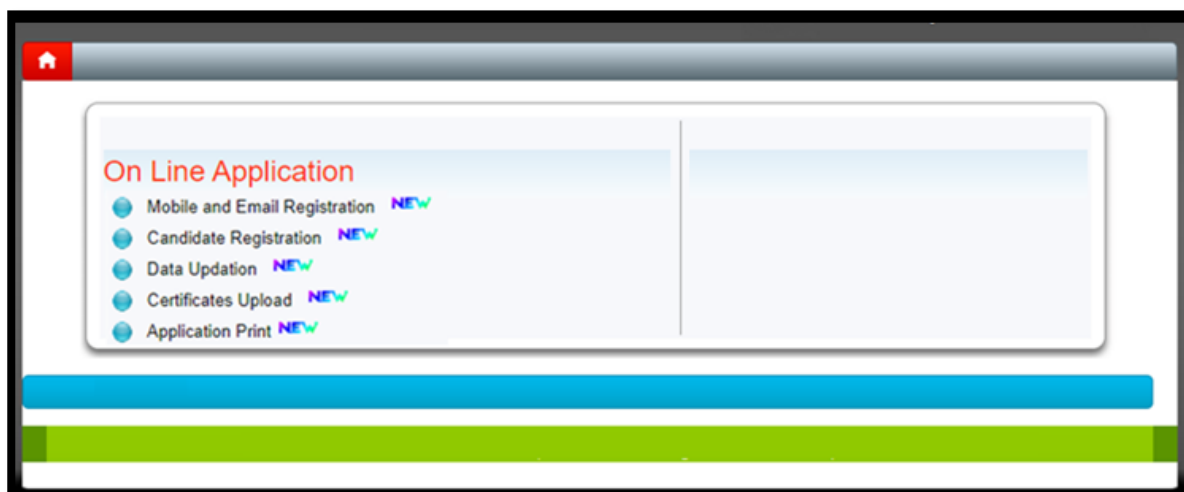 On Line Application
Mobile and Email Registration NEW
Candidate Registration NEW
Data Updation NEW
Certificates Upload NEW
Application Print NEW